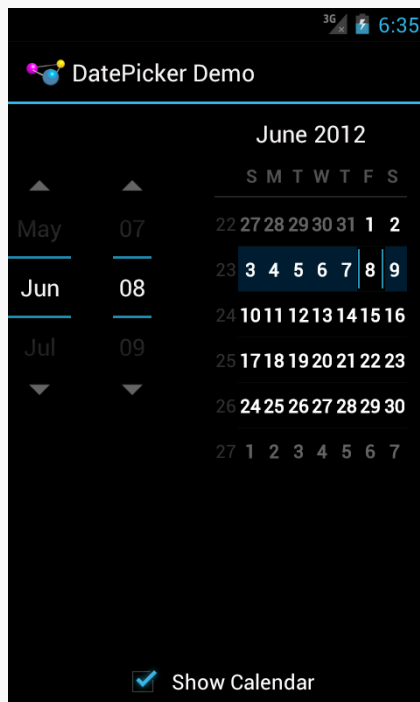 3G 6:35
DatePicker Demo
June 2012
S M T W T F S
May 07
Jun 08
Jul 09
22 27 28 29 30 31 1 2
23 3 4 5 6 7 8 9
24 10 11 12 13 14 15 16
25 17 18 19 20 21 22 23
26 24 25 26 27 28 29 30
27 1 2 3 4 5 6 7
Show Calendar